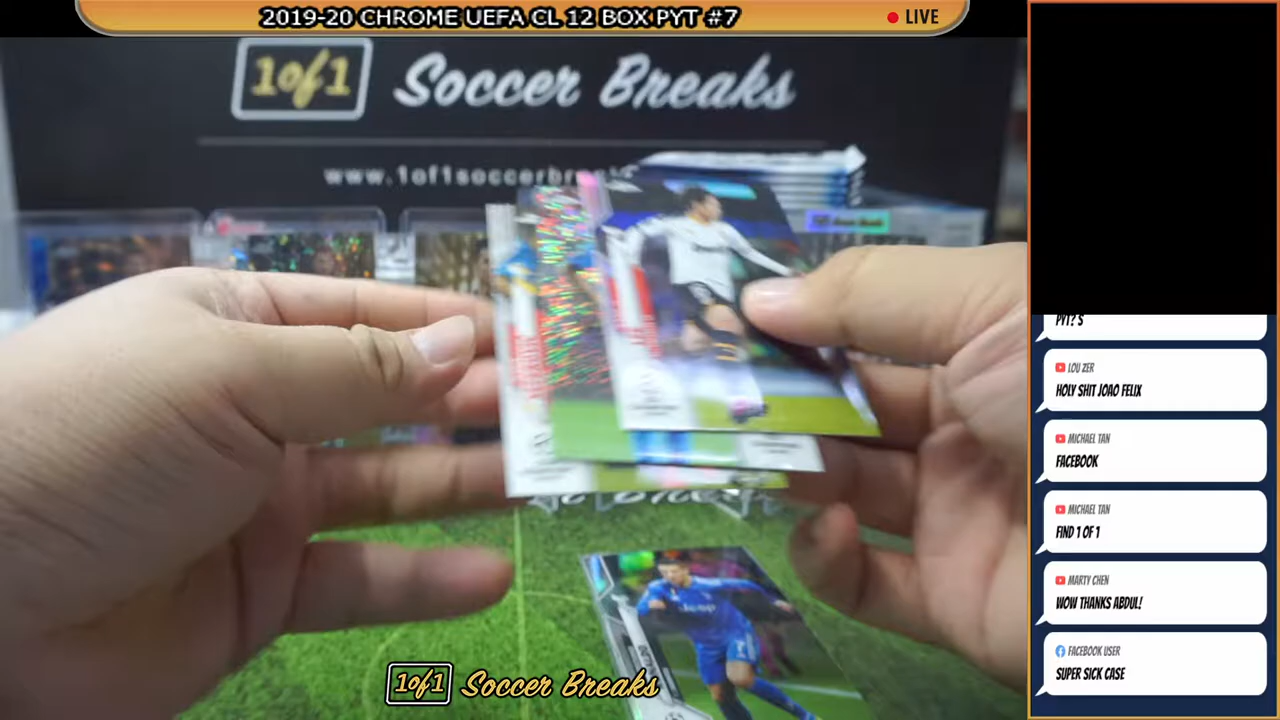 2019-20 CHROME UEFA CL 12 BOX PYT #7
LIVE
1of1 Soccer Breaks
www.1of1soccerbre
PYT? S
LOU ZER
HOLY SHIT JOAO FELIX
MICHAEL TAN
FACEBOOK
MICHAEL TAN
FIND 1 OF 1
MARTY CHEN
WOW THANKS ABDUL!
FACEBOOK USER
SUPER SICK CASE
Jeep
1of1 Soccer Breaks